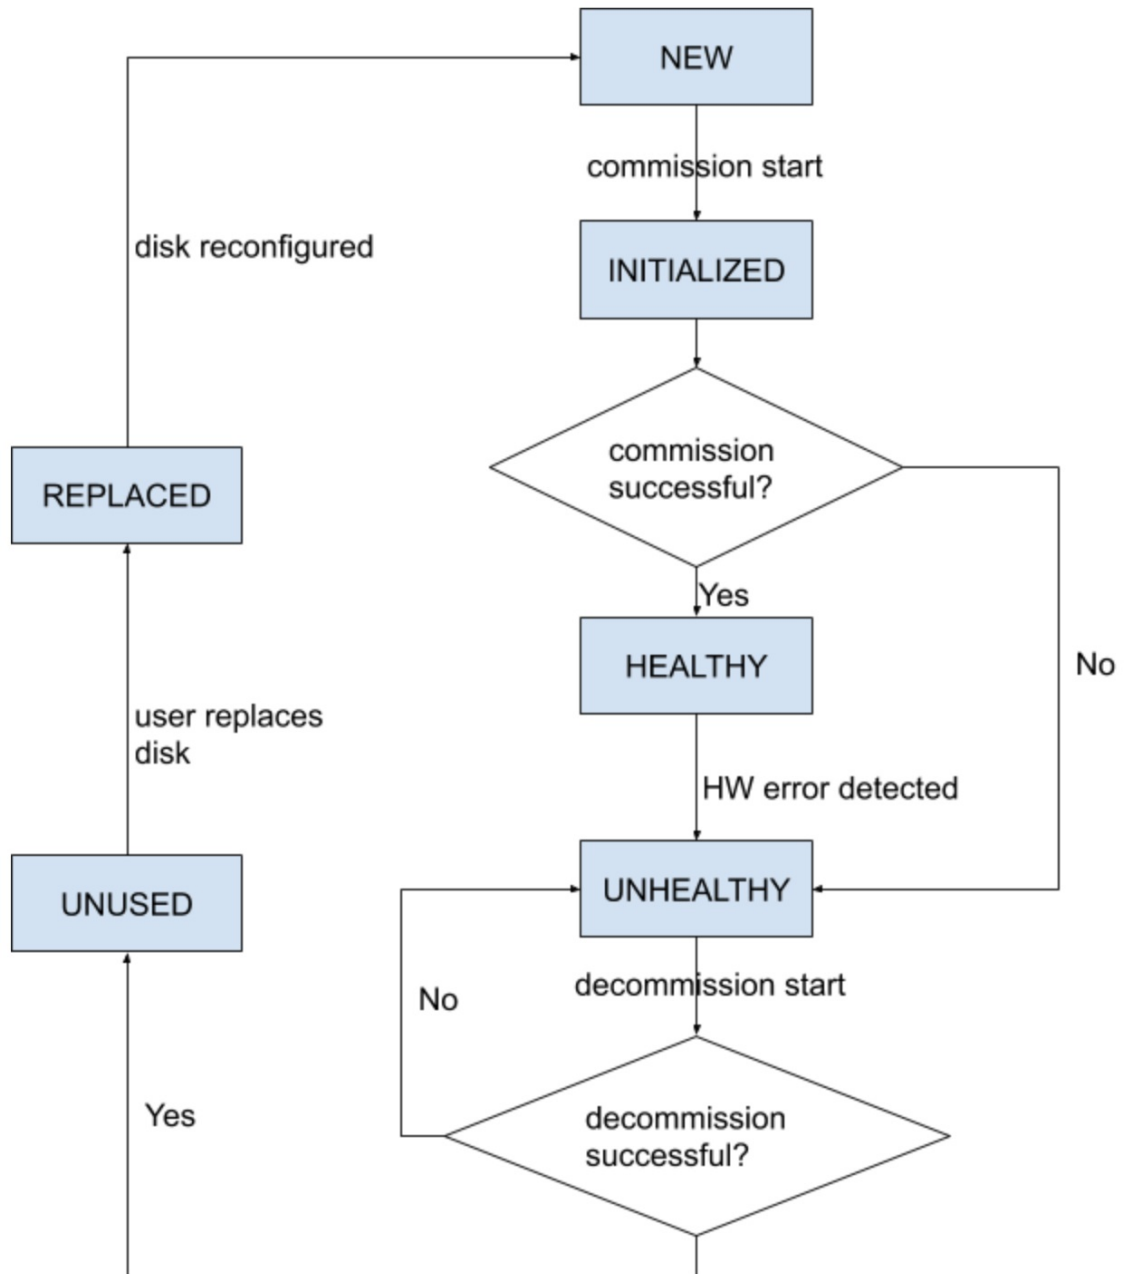 NEW
commission start
disk reconfigured
INITIALIZED
commission
successful?
REPLACED
Yes
HEALTHY
No
user replaces
disk
HW error detected
UNHEALTHY
UNUSED
decommission start
No
Yes
decommission
successful?